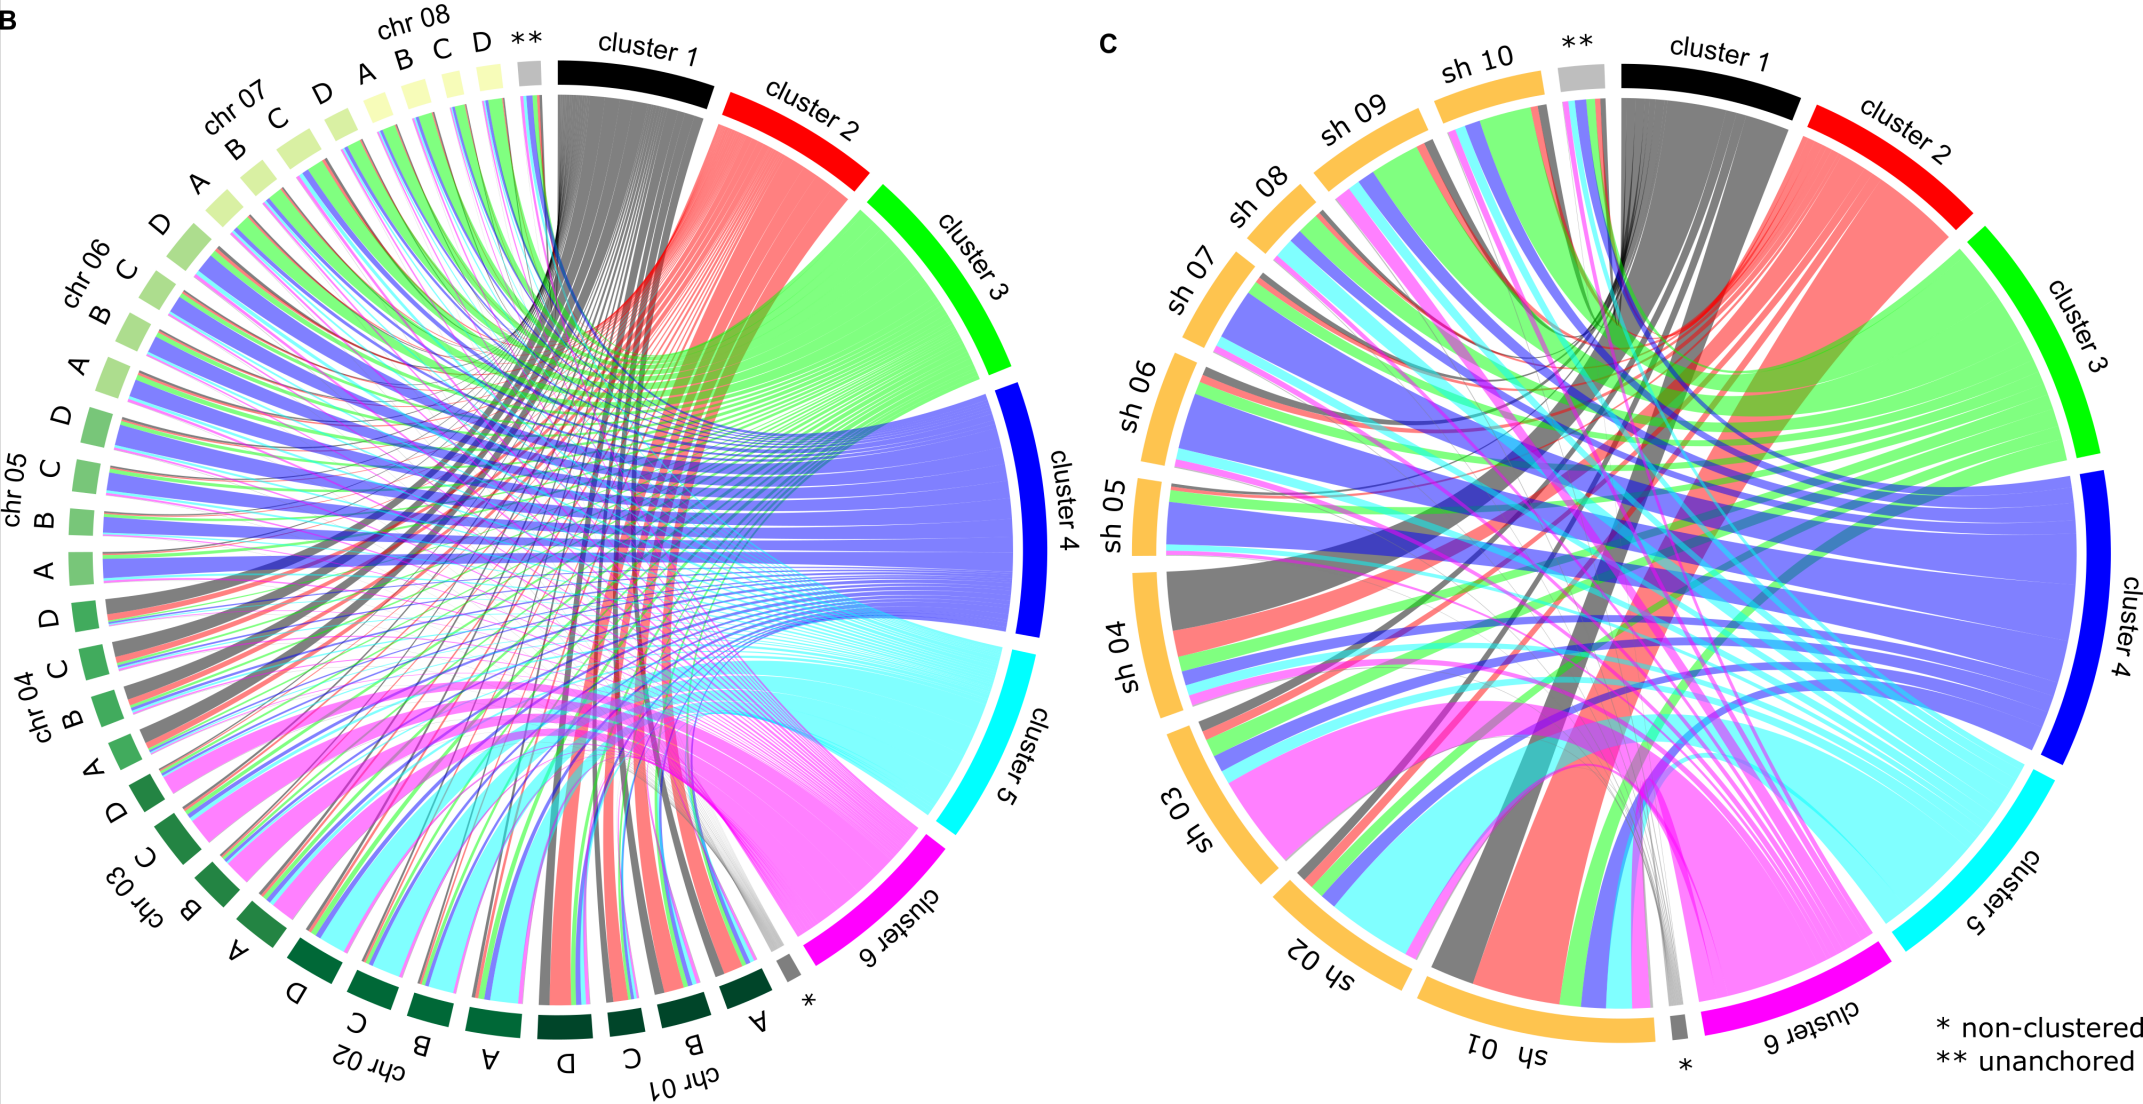 B
chr 08
A B C D
**
cluster 1
cluster 2
cluster 3
cluster 4
cluster 5
cluster 6
*
chr 01
A
B
C
D
chr 02
A
B
C
D
chr 03
A
B
C
D
chr 04
A
B
C
D
chr 05
A
B
C
D
chr 06
A
B
C
D
chr 07
A
B
C
D
C
**
cluster 1
cluster 2
cluster 3
cluster 4
cluster 5
cluster 6
*
sh 01
sh 02
sh 03
sh 04
sh 05
sh 06
sh 07
sh 08
sh 09
sh 10
* non-clustered
** unanchored